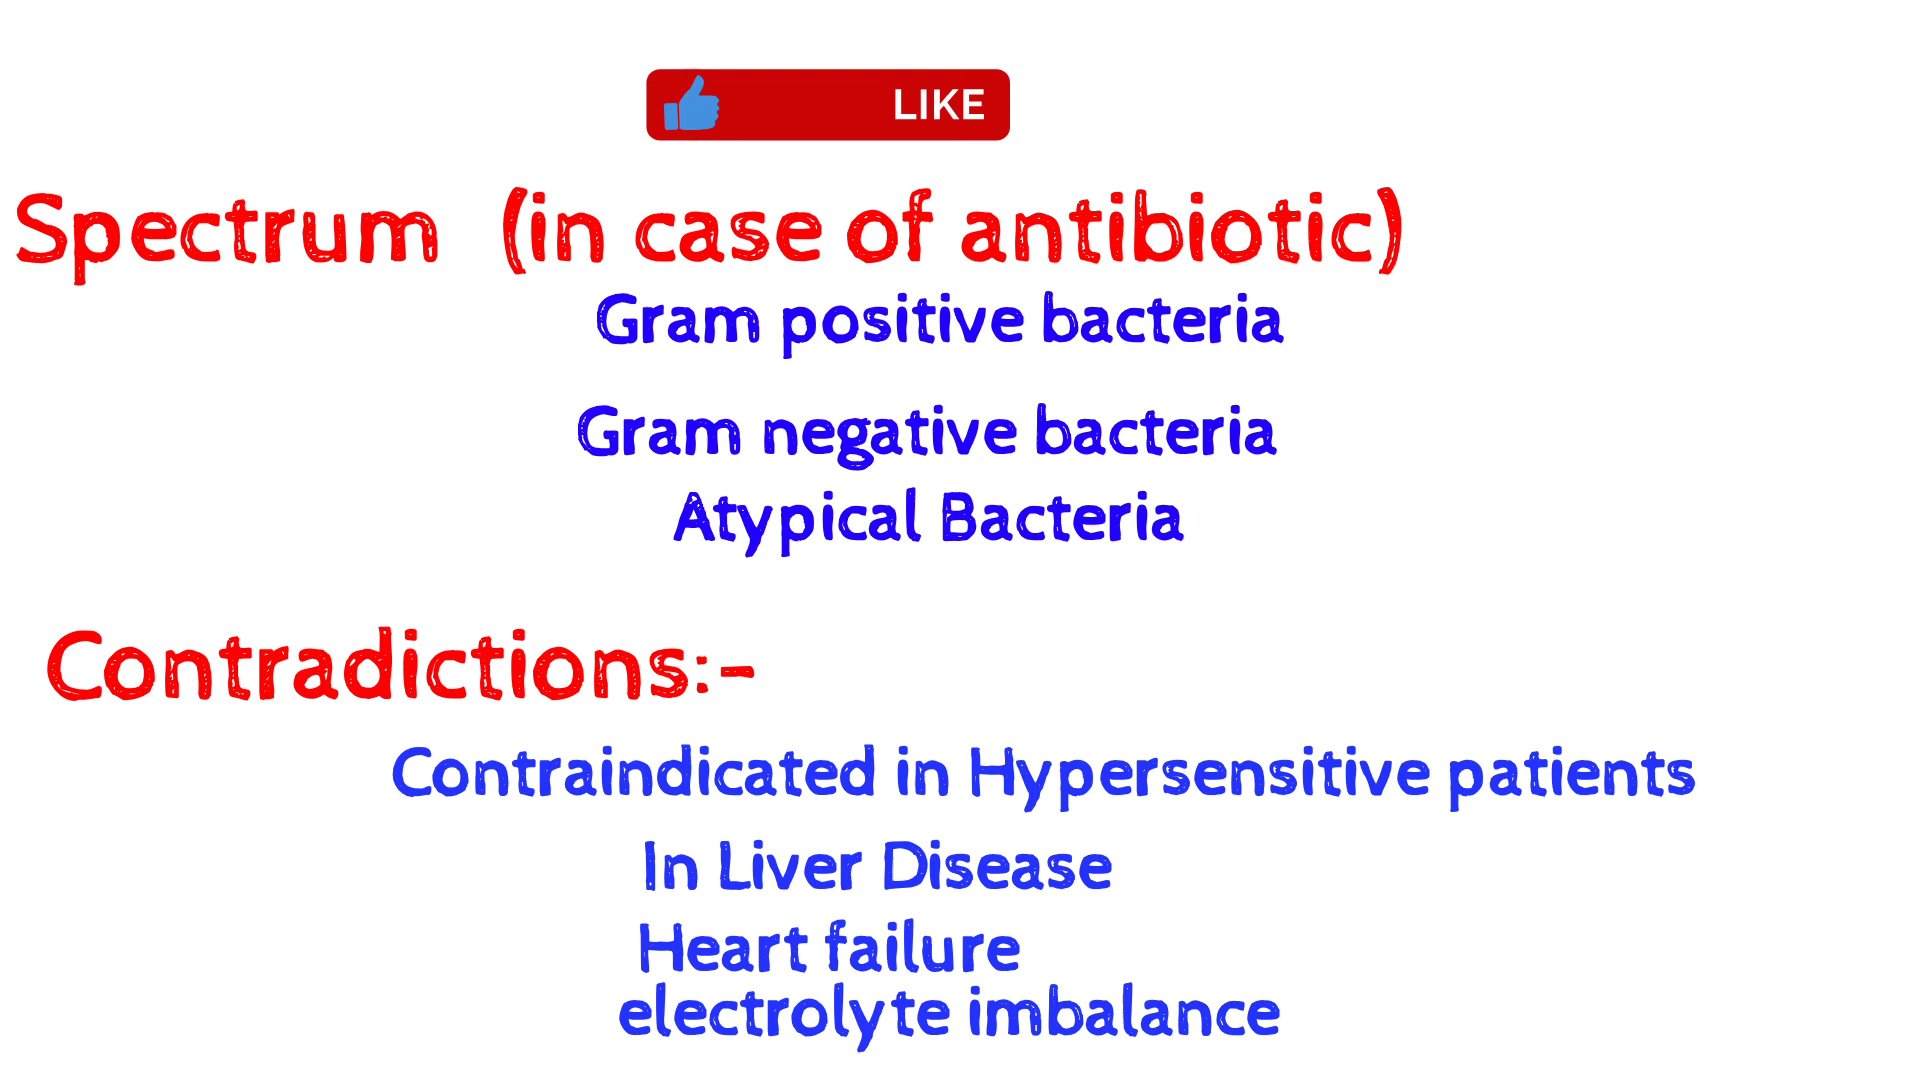 LIKE
Spectrum (in case of antibiotic)
Gram positive bacteria
Gram negative bacteria
Atypical Bacteria
Contradictions:-
Contraindicated in Hypersensitive patients
In Liver Disease
Heart failure
electrolyte imbalance